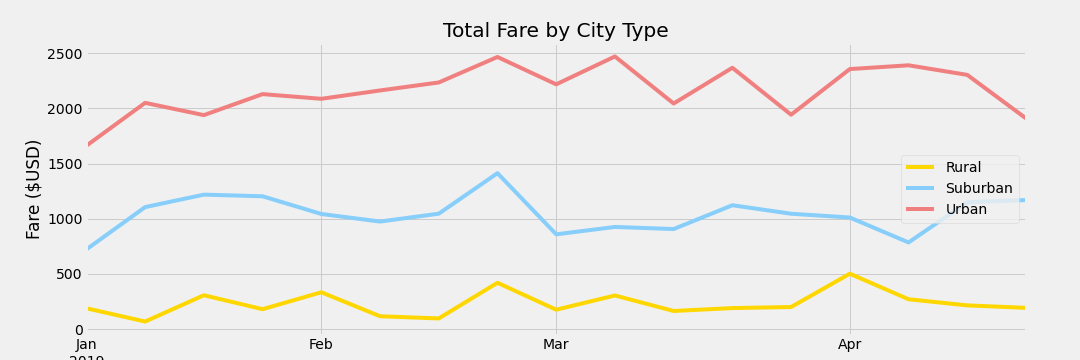 Total Fare by City Type
Fare ($USD)
2500
2000
1500
1000
500
0
Rural
Suburban
Urban
Jan Feb Mar Apr